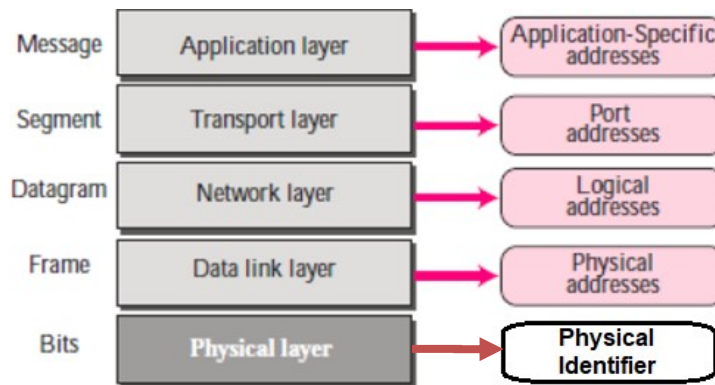 Message
Application layer
Application-Specific
addresses
Segment
Transport layer
Port
addresses
Datagram
Network layer
Logical
addresses
Frame
Data link layer
Physical
addresses
Bits
Physical layer
Physical
Identifier